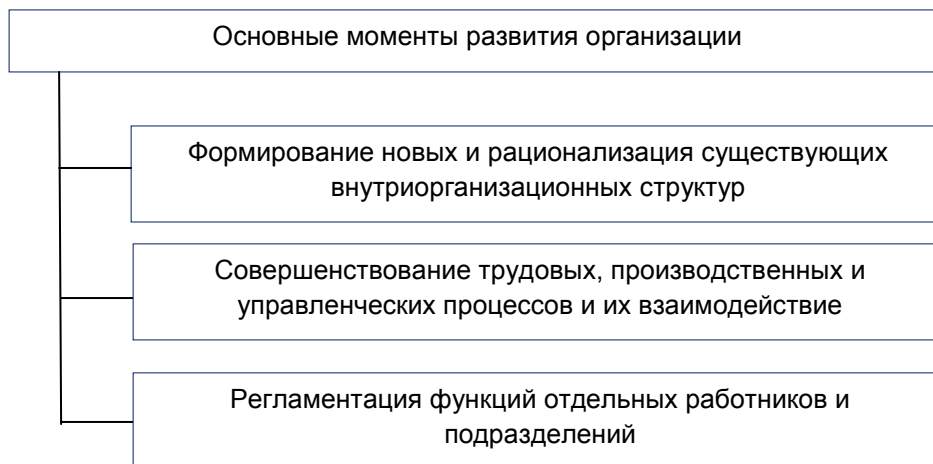 Основные моменты развития организации
Формирование новых и рационализация существующих
внутриорганизационных структур
Совершенствование трудовых, производственных и
управленческих процессов и их взаимодействие
Регламентация функций отдельных работников и
подразделений